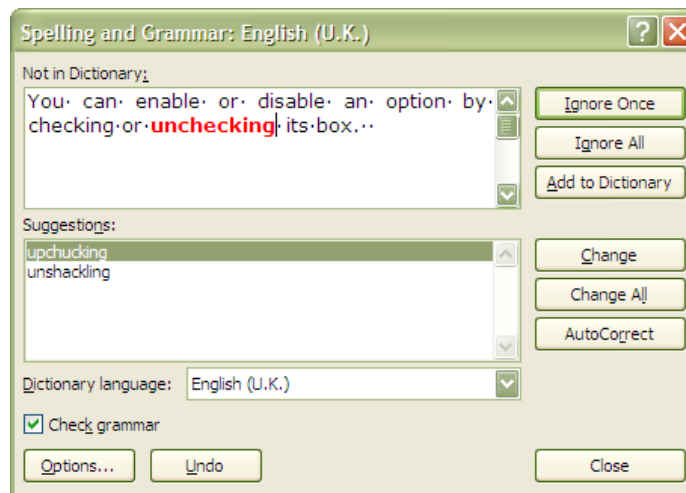 Spelling and Grammar: English (U.K.)
Not in Dictionary:
You· can· enable· or· disable· an· option· by·
checking·or·unchecking·its·box.··
Ignore Once
Ignore All
Add to Dictionary
Suggestions:
upchucking
unshackling
Change
Change All
AutoCorrect
Dictionary language: English (U.K.)
Check grammar
Options... Undo Close